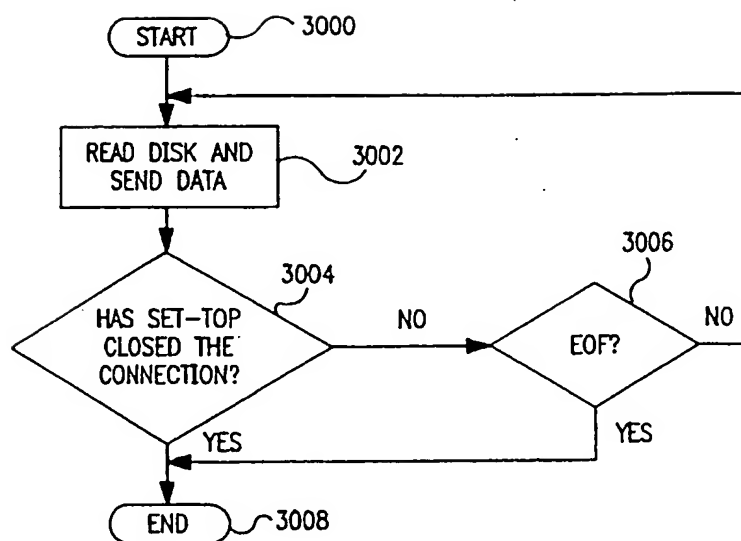 START
3000
READ DISK AND
SEND DATA
3002
HAS SET-TOP
CLOSED THE
CONNECTION?
3004
NO
EOF?
3006
NO
YES
YES
END
3008